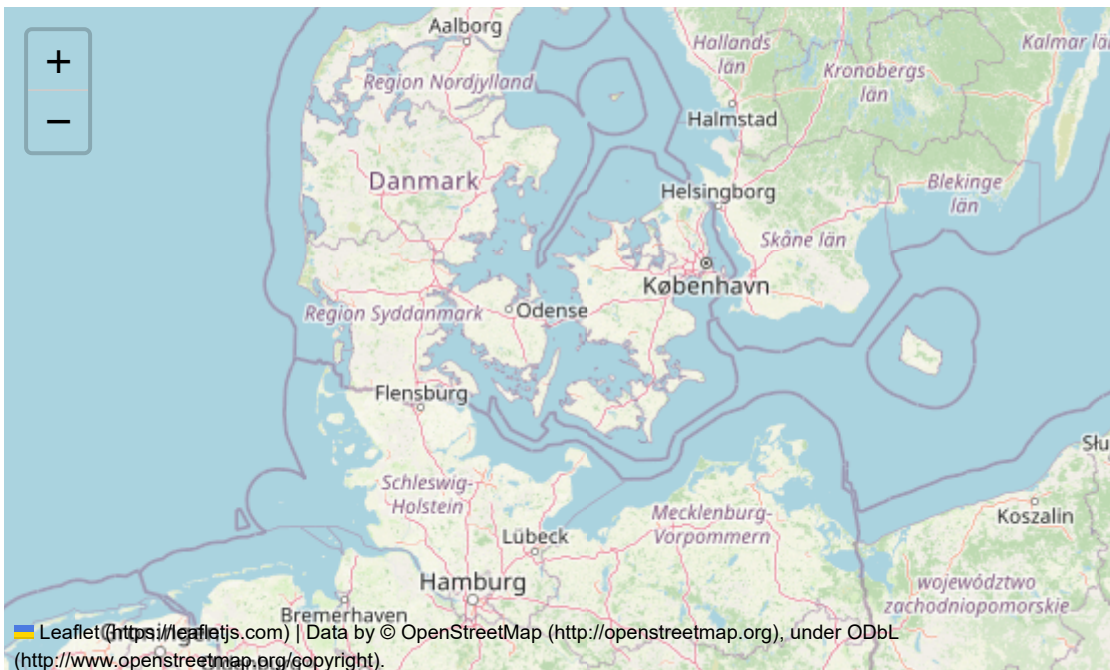 +
−
Aalborg
Hallands
län
Kalmar
Kronobergs
län
Region Nordjylland
Halmstad
Danmark
Helsingborg
Blekinge
län
Skåne län
København
Region Syddanmark
Odense
Flensburg
Schleswig-
Holstein
Mecklenburg-
Vorpommern
Koszalin
Lübeck
Hamburg
województwo
zachodniopomorskie
Bremerhaven
Leaflet (https://leafletjs.com) | Data by © OpenStreetMap (http://openstreetmap.org), under ODbL
(http://www.openstreetmap.org/copyright).